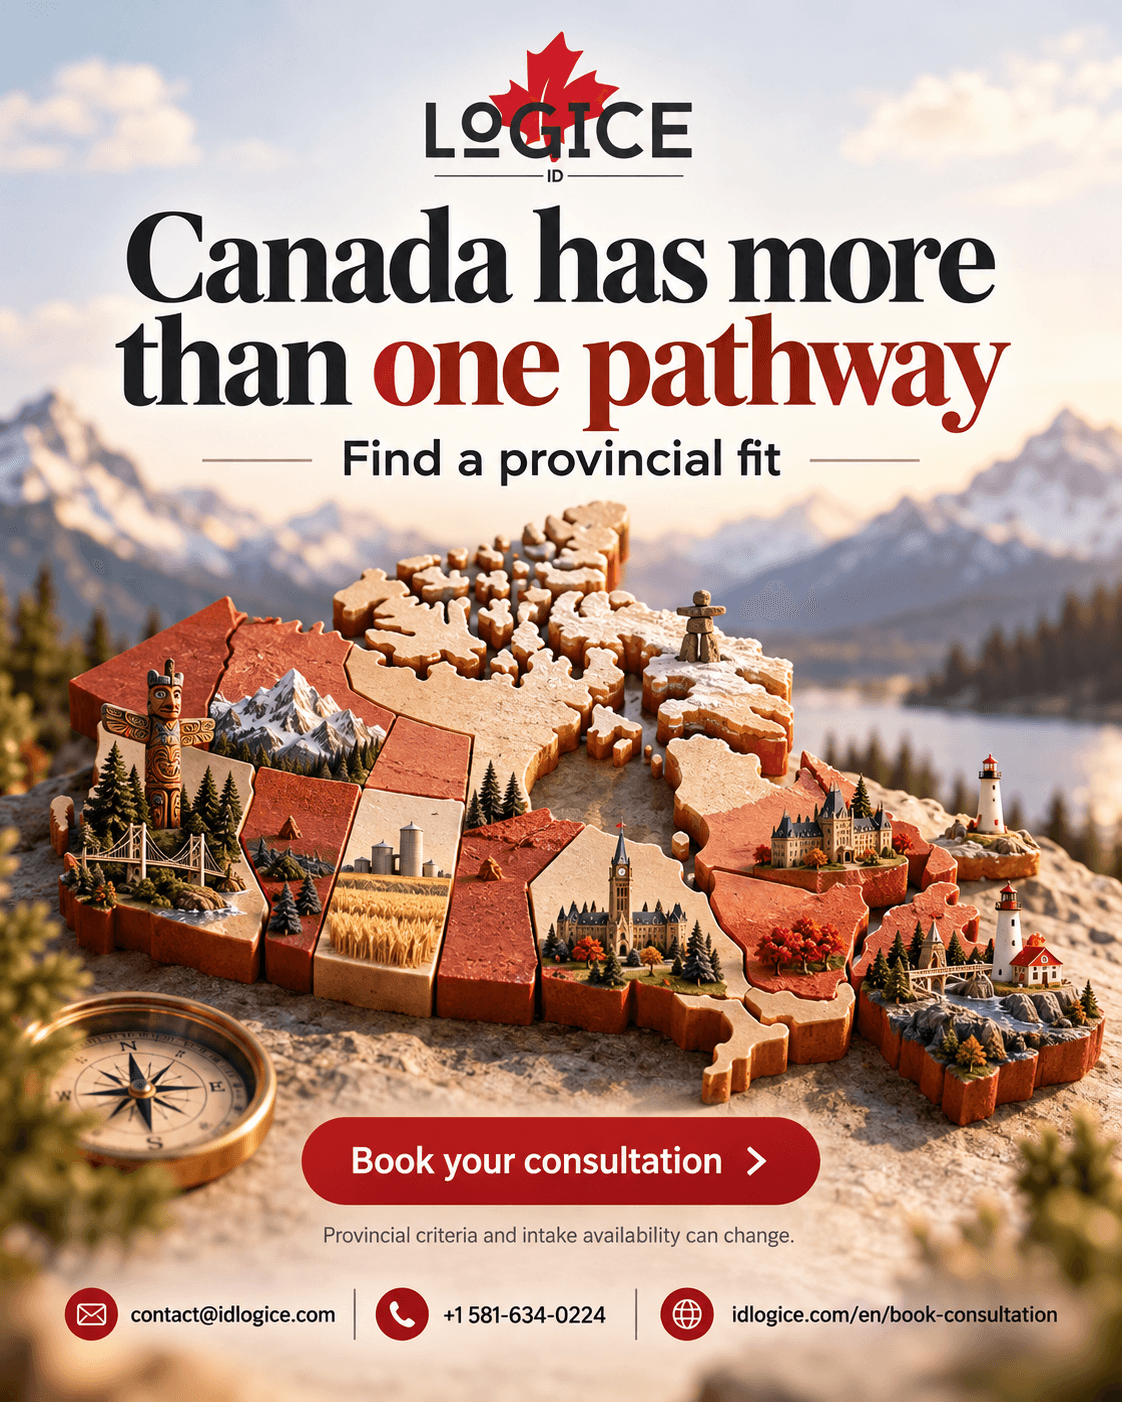 LOGICE
ID
Canada has more
than one pathway
Find a provincial fit
N
E
S
W
Book your consultation
Provincial criteria and intake availability can change.
contact@idlogice.com
+1 581-634-0224
idlogice.com/en/book-consultation